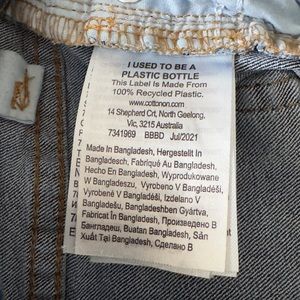 I USED TO BE A
PLASTIC BOTTLE
This Label Is Made From
100% Recycled Plastic.
www.cottonon.com
14 Shepherd Crt, North Geelong,
Vic, 3215 Australia
7341969 BBBD Jul/2021
Made In Bangladesh, Hergestellt In
Bangladesch, Fabriqué Au Bangladesh,
Hecho En Bangladesh, Wyprodukowane
W Bangladeszu, Vyrobeno V Bangladéši,
Vyrobené V Bangladéši, Izdelano V
Bangladešu, Bangladeshben Gyártva,
Fabricat În Bangladesh, Произведено В
Бангладеш, Buatan Bangladesh, Sản
Xuất Tại Bangladesh, Сделано В